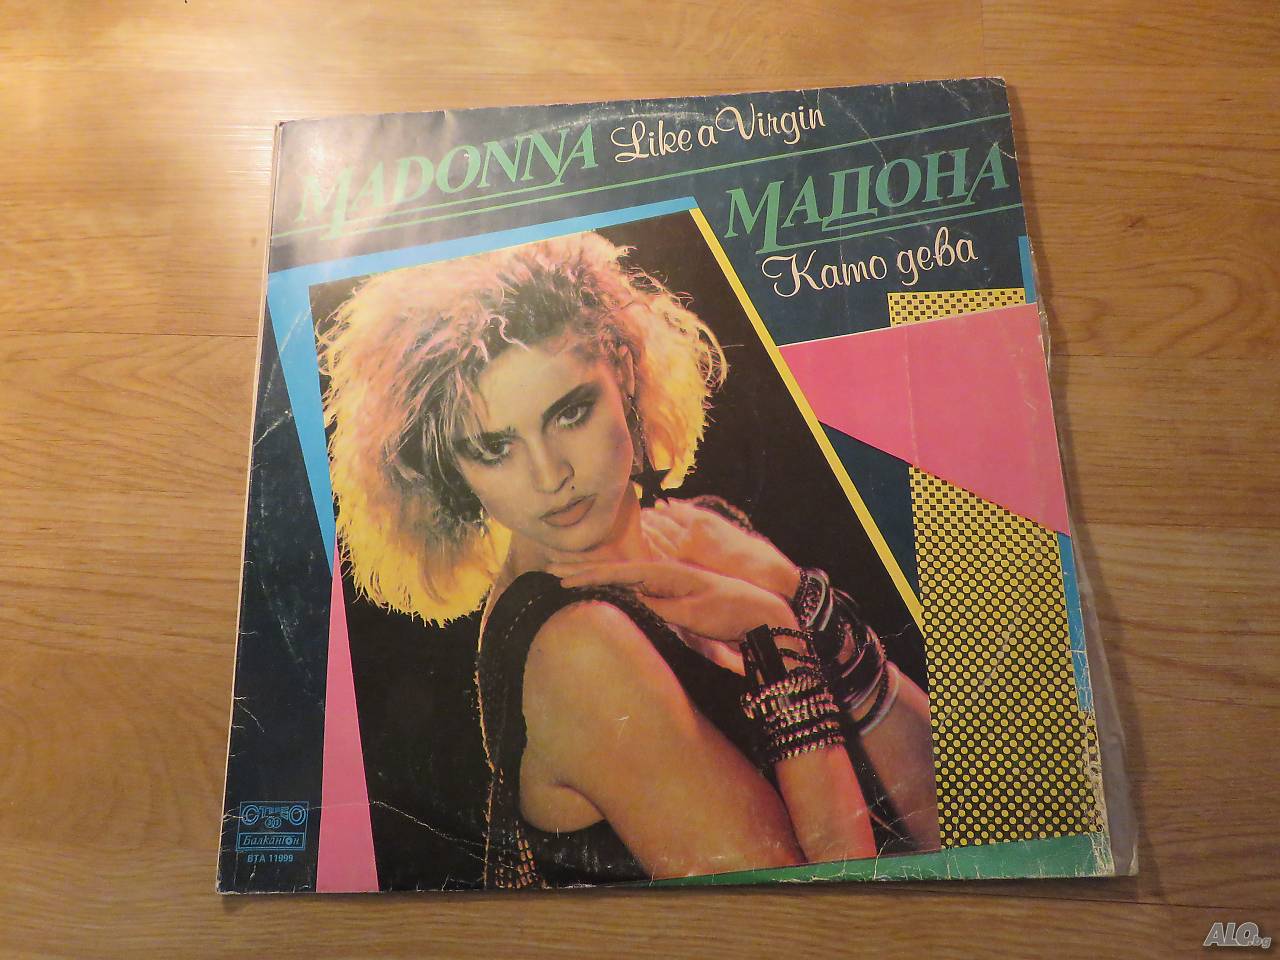 MADONNA Like a Virgin
МАДОНА
Като дева
СТЕРЕО
Балкантон
ВТА 11999
ALO.bg